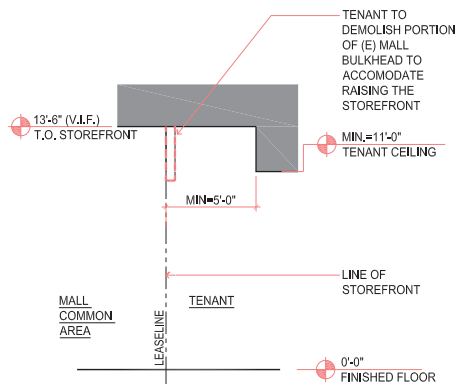 TENANT TO
DEMOLISH PORTION
OF (E) MALL
BULKHEAD TO
ACCOMODATE
RAISING THE
STOREFRONT
13'-6" (V.I.F.)
T.O. STOREFRONT
MIN.=11'-0"
TENANT CEILING
MIN=5'-0"
LINE OF
STOREFRONT
MALL
COMMON
AREA
TENANT
LEASELINE
0'-0"
FINISHED FLOOR